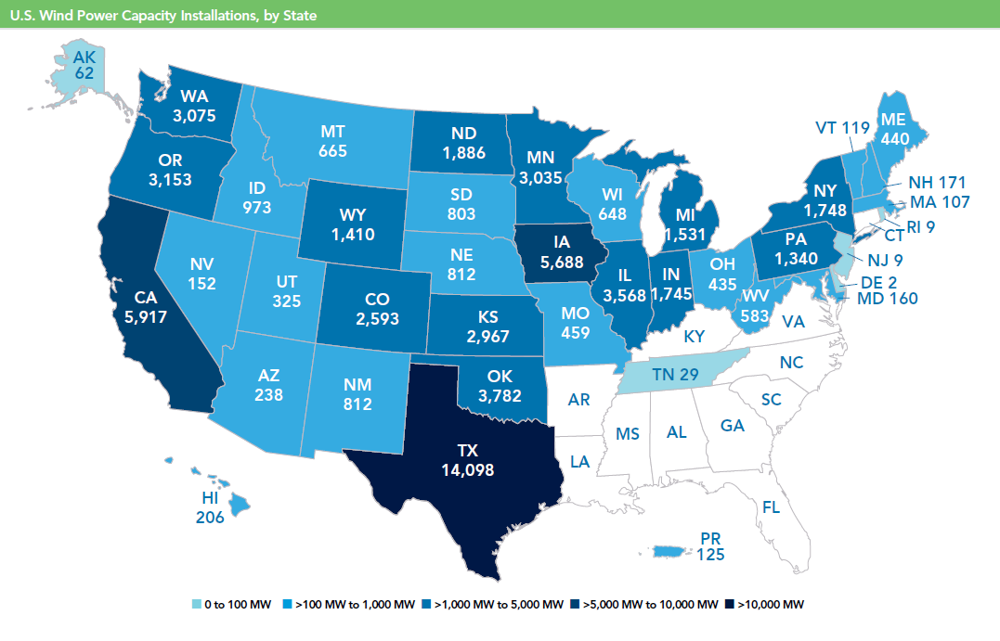 U.S. Wind Power Capacity Installations, by State
AK
62
WA
3,075
MT
665
ND
1,886
MN
3,035
VT 119
ME
440
OR
3,153
ID
973
SD
803
WI
648
MI
1,531
NY
1,748
NH 171
MA 107
RI 9
CT
WY
1,410
IA
5,688
PA
1,340
NJ 9
DE 2
MD 160
NV
152
UT
325
NE
812
IL
3,568
IN
1,745
OH
435
WV
583
VA
CA
5,917
CO
2,593
KS
2,967
MO
459
KY
AZ
238
NM
812
OK
3,782
TN 29
NC
AR
SC
MS
AL
GA
TX
14,098
LA
FL
HI
206
PR
125
0 to 100 MW >100 MW to 1,000 MW >1,000 MW to 5,000 MW >5,000 MW to 10,000 MW >10,000 MW